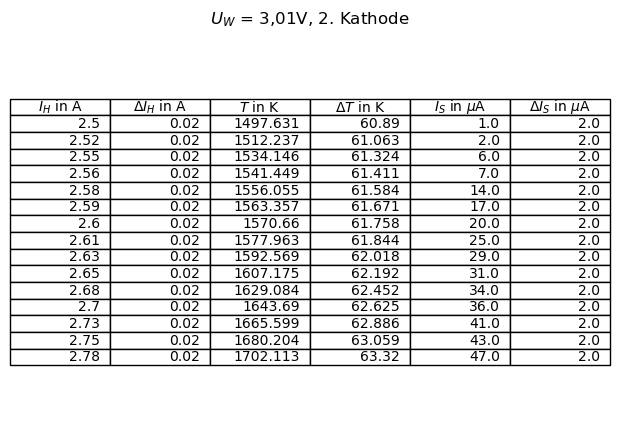 U_W = 3,01V, 2. Kathode
I_H in A ΔI_H in A T in K ΔT in K I_S in μA ΔI_S in μA
2.5 0.02 1497.631 60.89 1.0 2.0
2.52 0.02 1512.237 61.063 2.0 2.0
2.55 0.02 1534.146 61.324 6.0 2.0
2.56 0.02 1541.449 61.411 7.0 2.0
2.58 0.02 1556.055 61.584 14.0 2.0
2.59 0.02 1563.357 61.671 17.0 2.0
2.6 0.02 1570.66 61.758 20.0 2.0
2.61 0.02 1577.963 61.844 25.0 2.0
2.63 0.02 1592.569 62.018 29.0 2.0
2.65 0.02 1607.175 62.192 31.0 2.0
2.68 0.02 1629.084 62.452 34.0 2.0
2.7 0.02 1643.69 62.625 36.0 2.0
2.73 0.02 1665.599 62.886 41.0 2.0
2.75 0.02 1680.204 63.059 43.0 2.0
2.78 0.02 1702.113 63.32 47.0 2.0